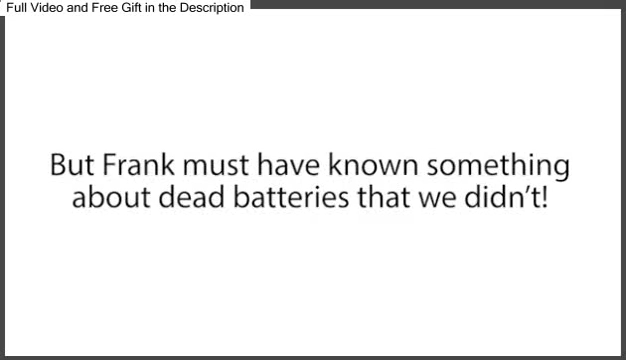 Full Video and Free Gift in the Description
But Frank must have known something
about dead batteries that we didn't!